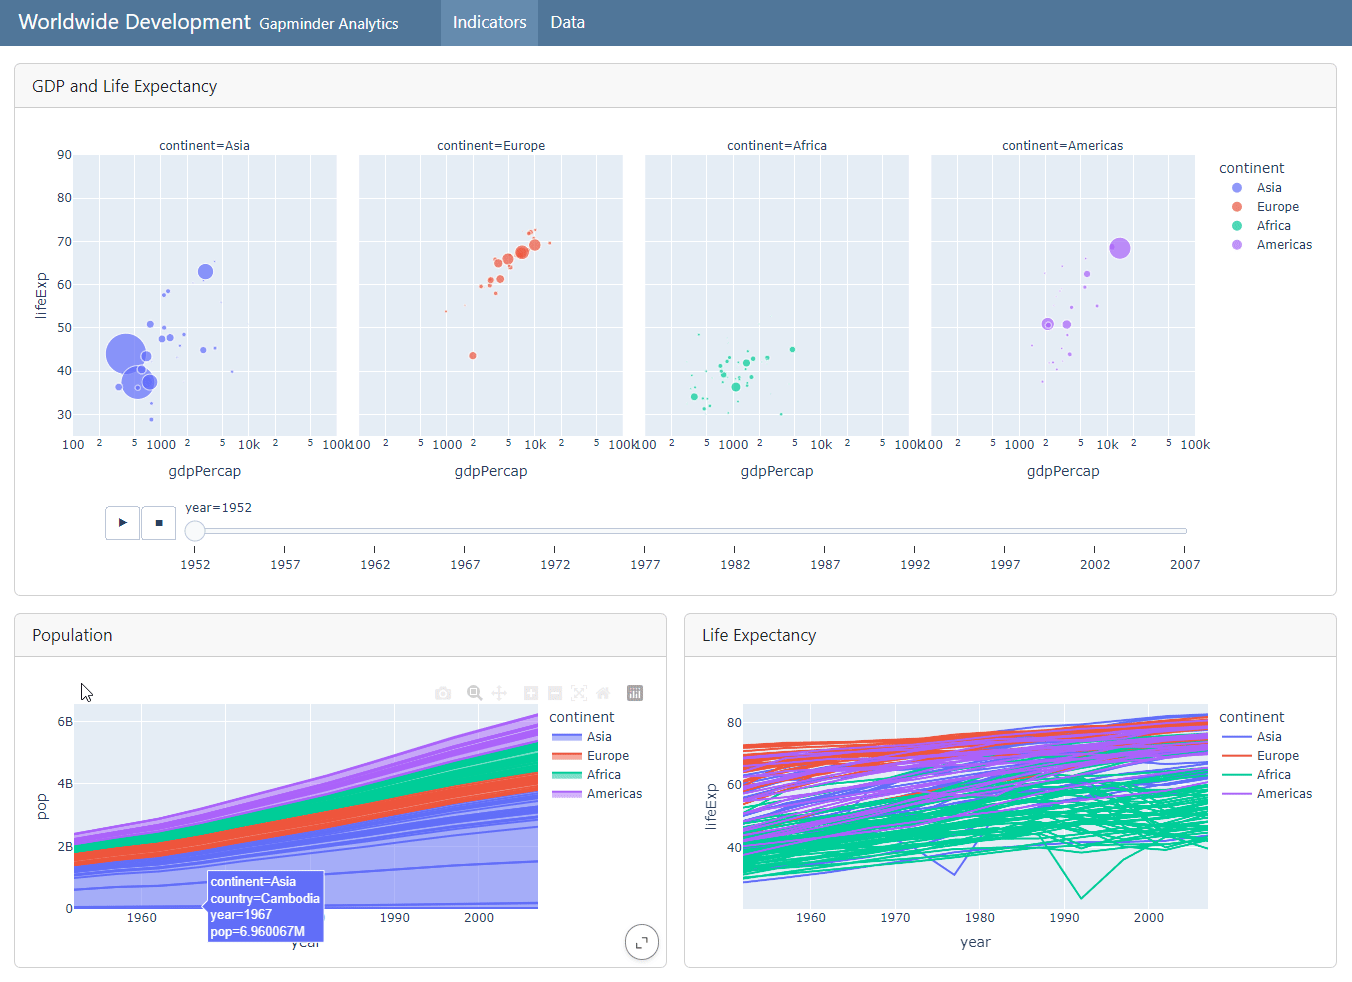 Worldwide Development Gapminder Analytics Indicators Data
GDP and Life Expectancy
continent=Asia continent=Europe continent=Africa continent=Americas
90
80
70
60
50
40
30
lifeExp
100 2 5 1000 2 5 10k 2 5 100k
100 2 5 1000 2 5 10k 2 5 100k
100 2 5 1000 2 5 10k 2 5 100k
100 2 5 1000 2 5 10k 2 5 100k
gdpPercap gdpPercap gdpPercap gdpPercap
continent
Asia
Europe
Africa
Americas
year=1952
1952 1957 1962 1967 1972 1977 1982 1987 1992 1997 2002 2007
Population
6B
4B
2B
0
pop
1960 1990 2000
year
continent
Asia
Europe
Africa
Americas
continent=Asia
country=Cambodia
year=1967
pop=6.960067M
Life Expectancy
80
60
40
lifeExp
1960 1970 1980 1990 2000
year
continent
Asia
Europe
Africa
Americas